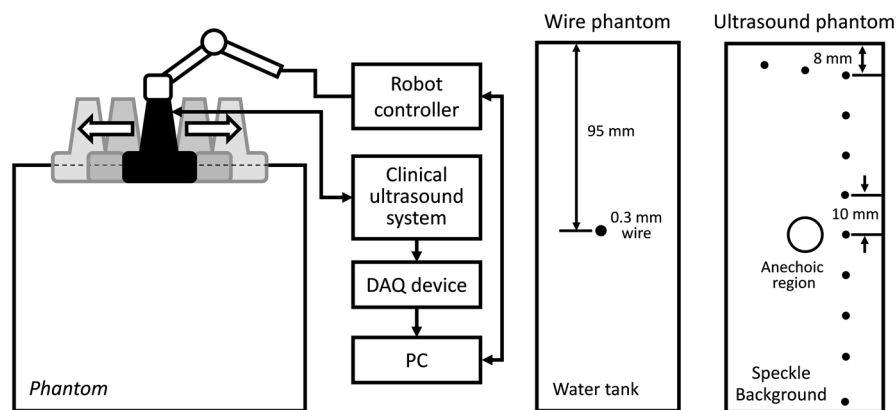 Wire phantom
Ultrasound phantom
Robot
controller
Clinical
ultrasound
system
DAQ device
PC
Phantom
95 mm
0.3 mm
wire
Water tank
8 mm
10 mm
Anechoic
region
Speckle
Background